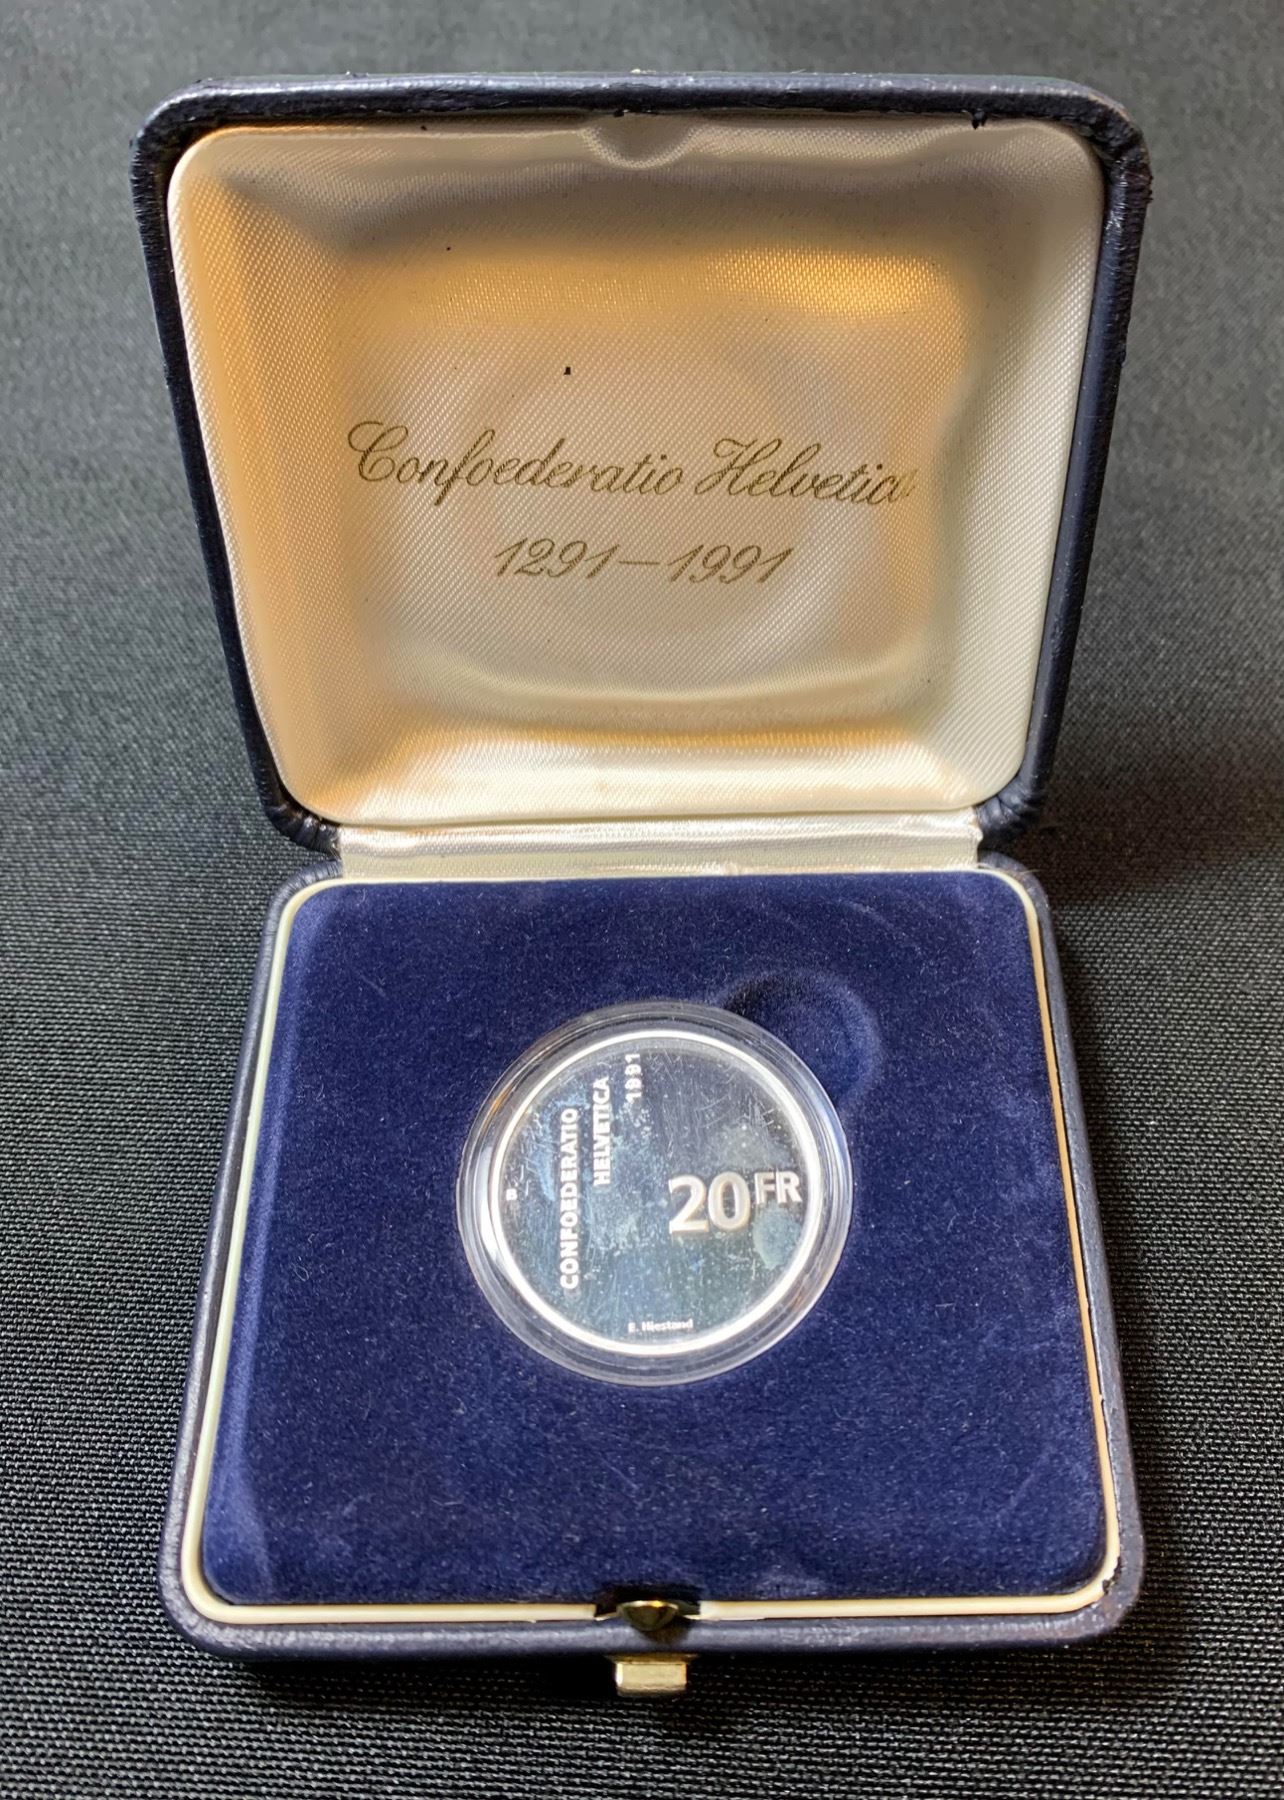 Confoederatio Helvetica
1291–1991
CONFOEDERATIO
HELVETICA
1991
B
20 FR
E. Hiestand